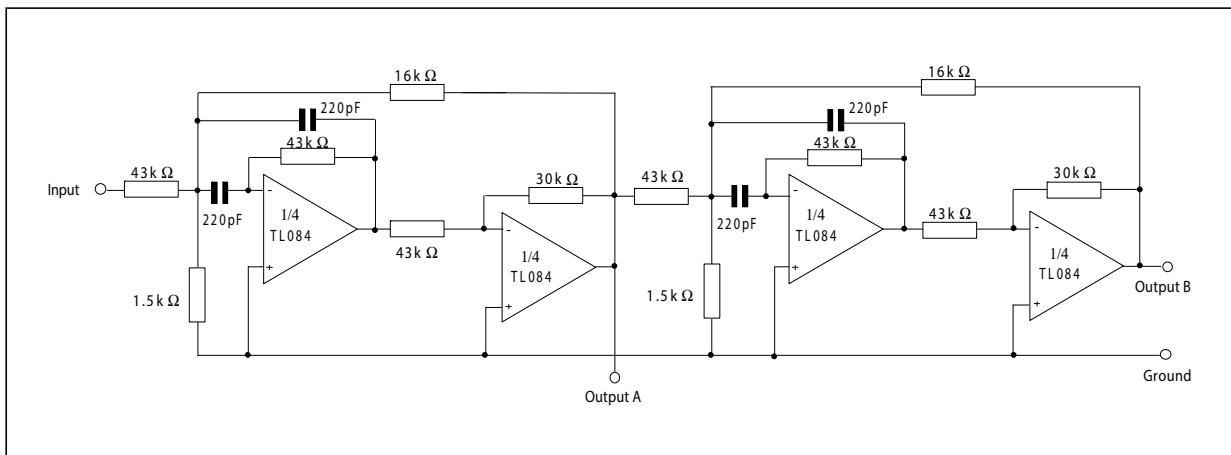 16k Ω
16k Ω
220pF
220pF
43k Ω
43k Ω
43k Ω
30k Ω
43k Ω
30k Ω
Input
-
-
-
-
220pF
220pF
1/4
TL084
1/4
TL084
43k Ω
43k Ω
1/4
TL084
1/4
TL084
+
+
1.5k Ω
1.5k Ω
+
+
Output B
Ground
Output A